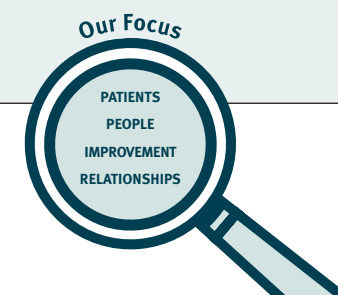 Our Focus
PATIENTS
PEOPLE
IMPROVEMENT
RELATIONSHIPS